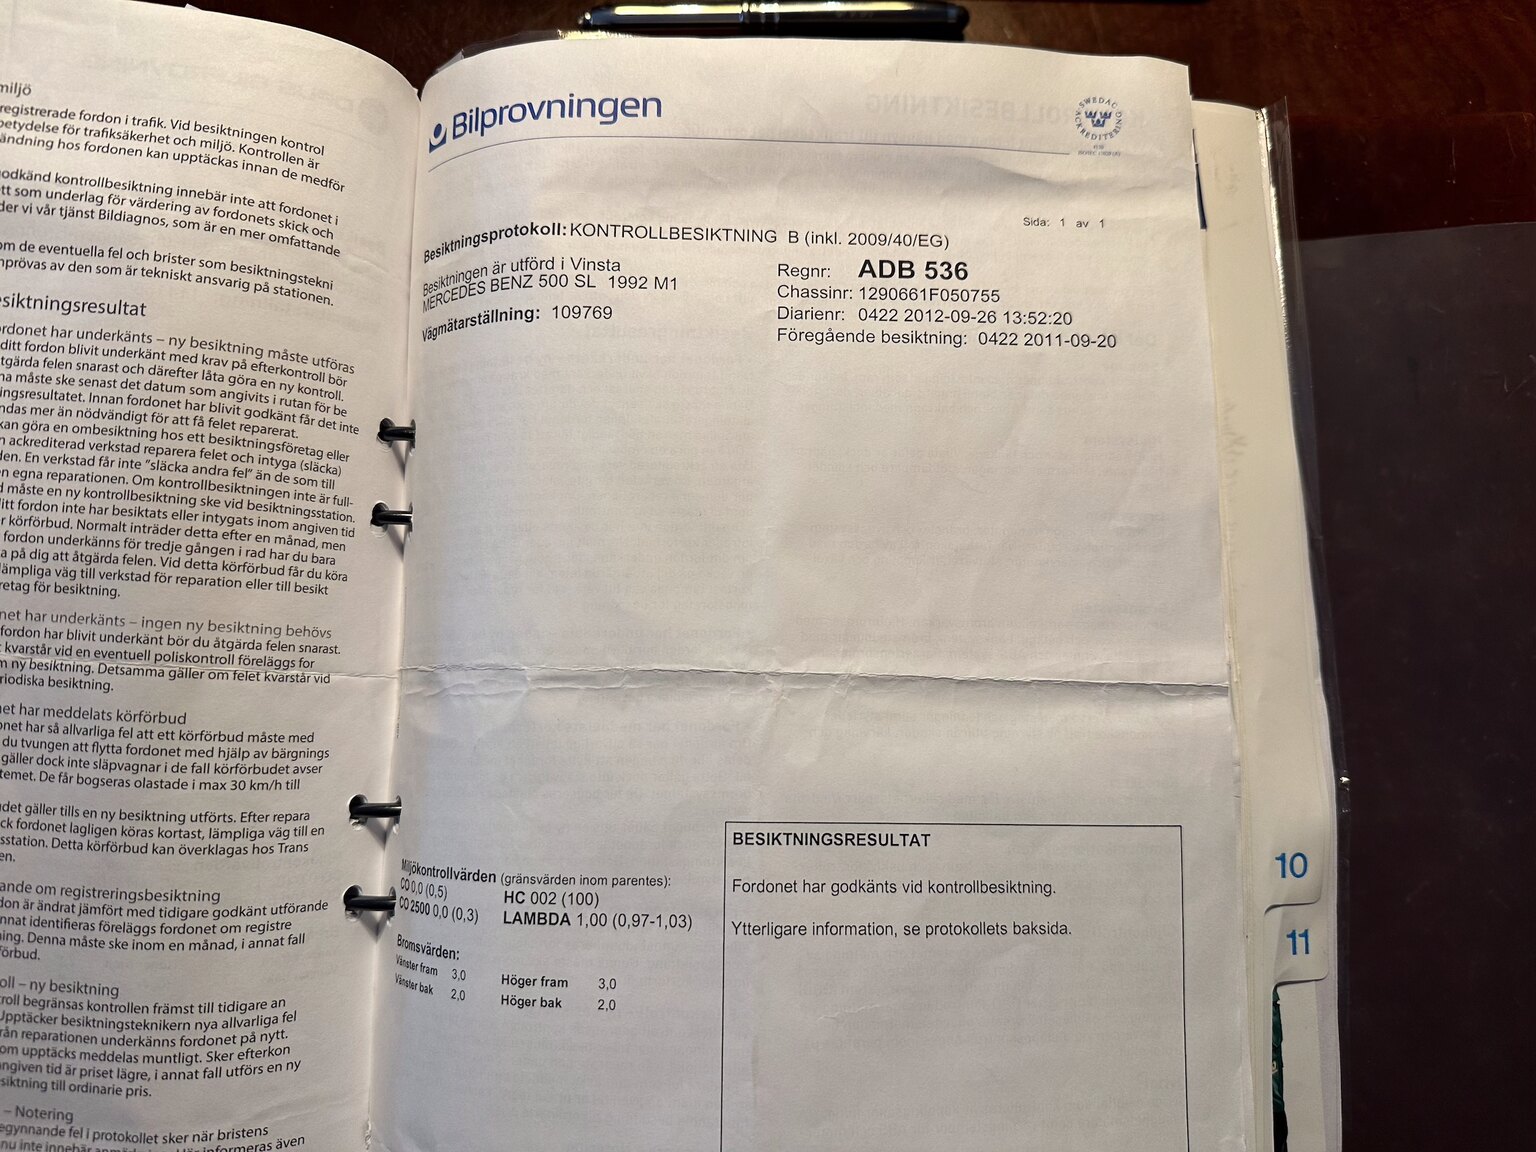 miljö
registrerade fordon i trafik. Vid besiktningen kontrol
betydelse för trafiksäkerhet och miljö. Kontrollen är
ändning hos fordonen kan upptäckas innan de medför
odkänd kontrollbesiktning innebär inte att fordonet i
tt som underlag för värdering av fordonets skick och
der vi vår tjänst Bildiagnos, som är en mer omfattande
om de eventuella fel och brister som besiktningstekni
mprövas av den som är tekniskt ansvarig på stationen.
esiktningsresultat
ordonet har underkänts – ny besiktning måste utföras
ditt fordon blivit underkänt med krav på efterkontroll bör
tgärda felen snarast och därefter låta göra en ny kontroll.
na måste ske senast det datum som angivits i rutan för be
ingsresultatet. Innan fordonet har blivit godkänt får det inte
ndas mer än nödvändigt för att få felet reparerat.
kan göra en ombesiktning hos ett besiktningsföretag eller
n ackrediterad verkstad reparera felet och intyga (släcka)
den. En verkstad får inte "släcka andra fel" än de som till
en egna reparationen. Om kontrollbesiktningen inte är full-
d måste en ny kontrollbesiktning ske vid besiktningsstation.
ditt fordon inte har besiktats eller intygats inom angiven tid
er körförbud. Normalt inträder detta efter en månad, men
fordon underkänns för tredje gången i rad har du bara
a på dig att åtgärda felen. Vid detta körförbud får du köra
lämpliga väg till verkstad för reparation eller till besikt
retag för besiktning.
net har underkänts – ingen ny besiktning behövs
fordon har blivit underkänt bör du åtgärda felen snarast.
t kvarstår vid en eventuell poliskontroll föreläggs for
m ny besiktning. Detsamma gäller om felet kvarstår vid
riodiska besiktning.
net har meddelats körförbud
onet har så allvarliga fel att ett körförbud måste med
du tvungen att flytta fordonet med hjälp av bärgnings
gäller dock inte släpvagnar i de fall körförbudet avser
temet. De får bogseras olastade i max 30 km/h till
det gäller tills en ny besiktning utförts. Efter repara
ck fordonet lagligen köras kortast, lämpliga väg till en
sstation. Detta körförbud kan överklagas hos Trans
en.
ande om registreringsbesiktning
don är ändrat jämfört med tidigare godkänt utförande
nnat identifieras föreläggs fordonet om registre
ning. Denna måste ske inom en månad, i annat fall
förbud.
oll – ny besiktning
roll begränsas kontrollen främst till tidigare an
Upptäcker besiktningsteknikern nya allvarliga fel
rån reparationen underkänns fordonet på nytt.
om upptäcks meddelas muntligt. Sker efterkon
ngiven tid är priset lägre, i annat fall utförs en ny
siktning till ordinarie pris.
– Notering
egynnande fel i protokollet sker när bristens
Bilprovningen
SWEDAC
ACKREDITERING
Sida: 1 av 1
Besiktningsprotokoll: KONTROLLBESIKTNING B (inkl. 2009/40/EG)
Besiktningen är utförd i Vinsta
MERCEDES BENZ 500 SL 1992 M1
Vägmätarställning: 109769
Regnr: ADB 536
Chassinr: 1290661F050755
Diarienr: 0422 2012-09-26 13:52:20
Föregående besiktning: 0422 2011-09-20
Miljökontrollvärden (gränsvärden inom parentes):
CO 0,0 (0,5) HC 002 (100)
CO 2500 0,0 (0,3) LAMBDA 1,00 (0,97-1,03)
Bromsvärden:
Vänster fram 3,0 Höger fram 3,0
Vänster bak 2,0 Höger bak 2,0
BESIKTNINGSRESULTAT
Fordonet har godkänts vid kontrollbesiktning.
Ytterligare information, se protokollets baksida.
10
11